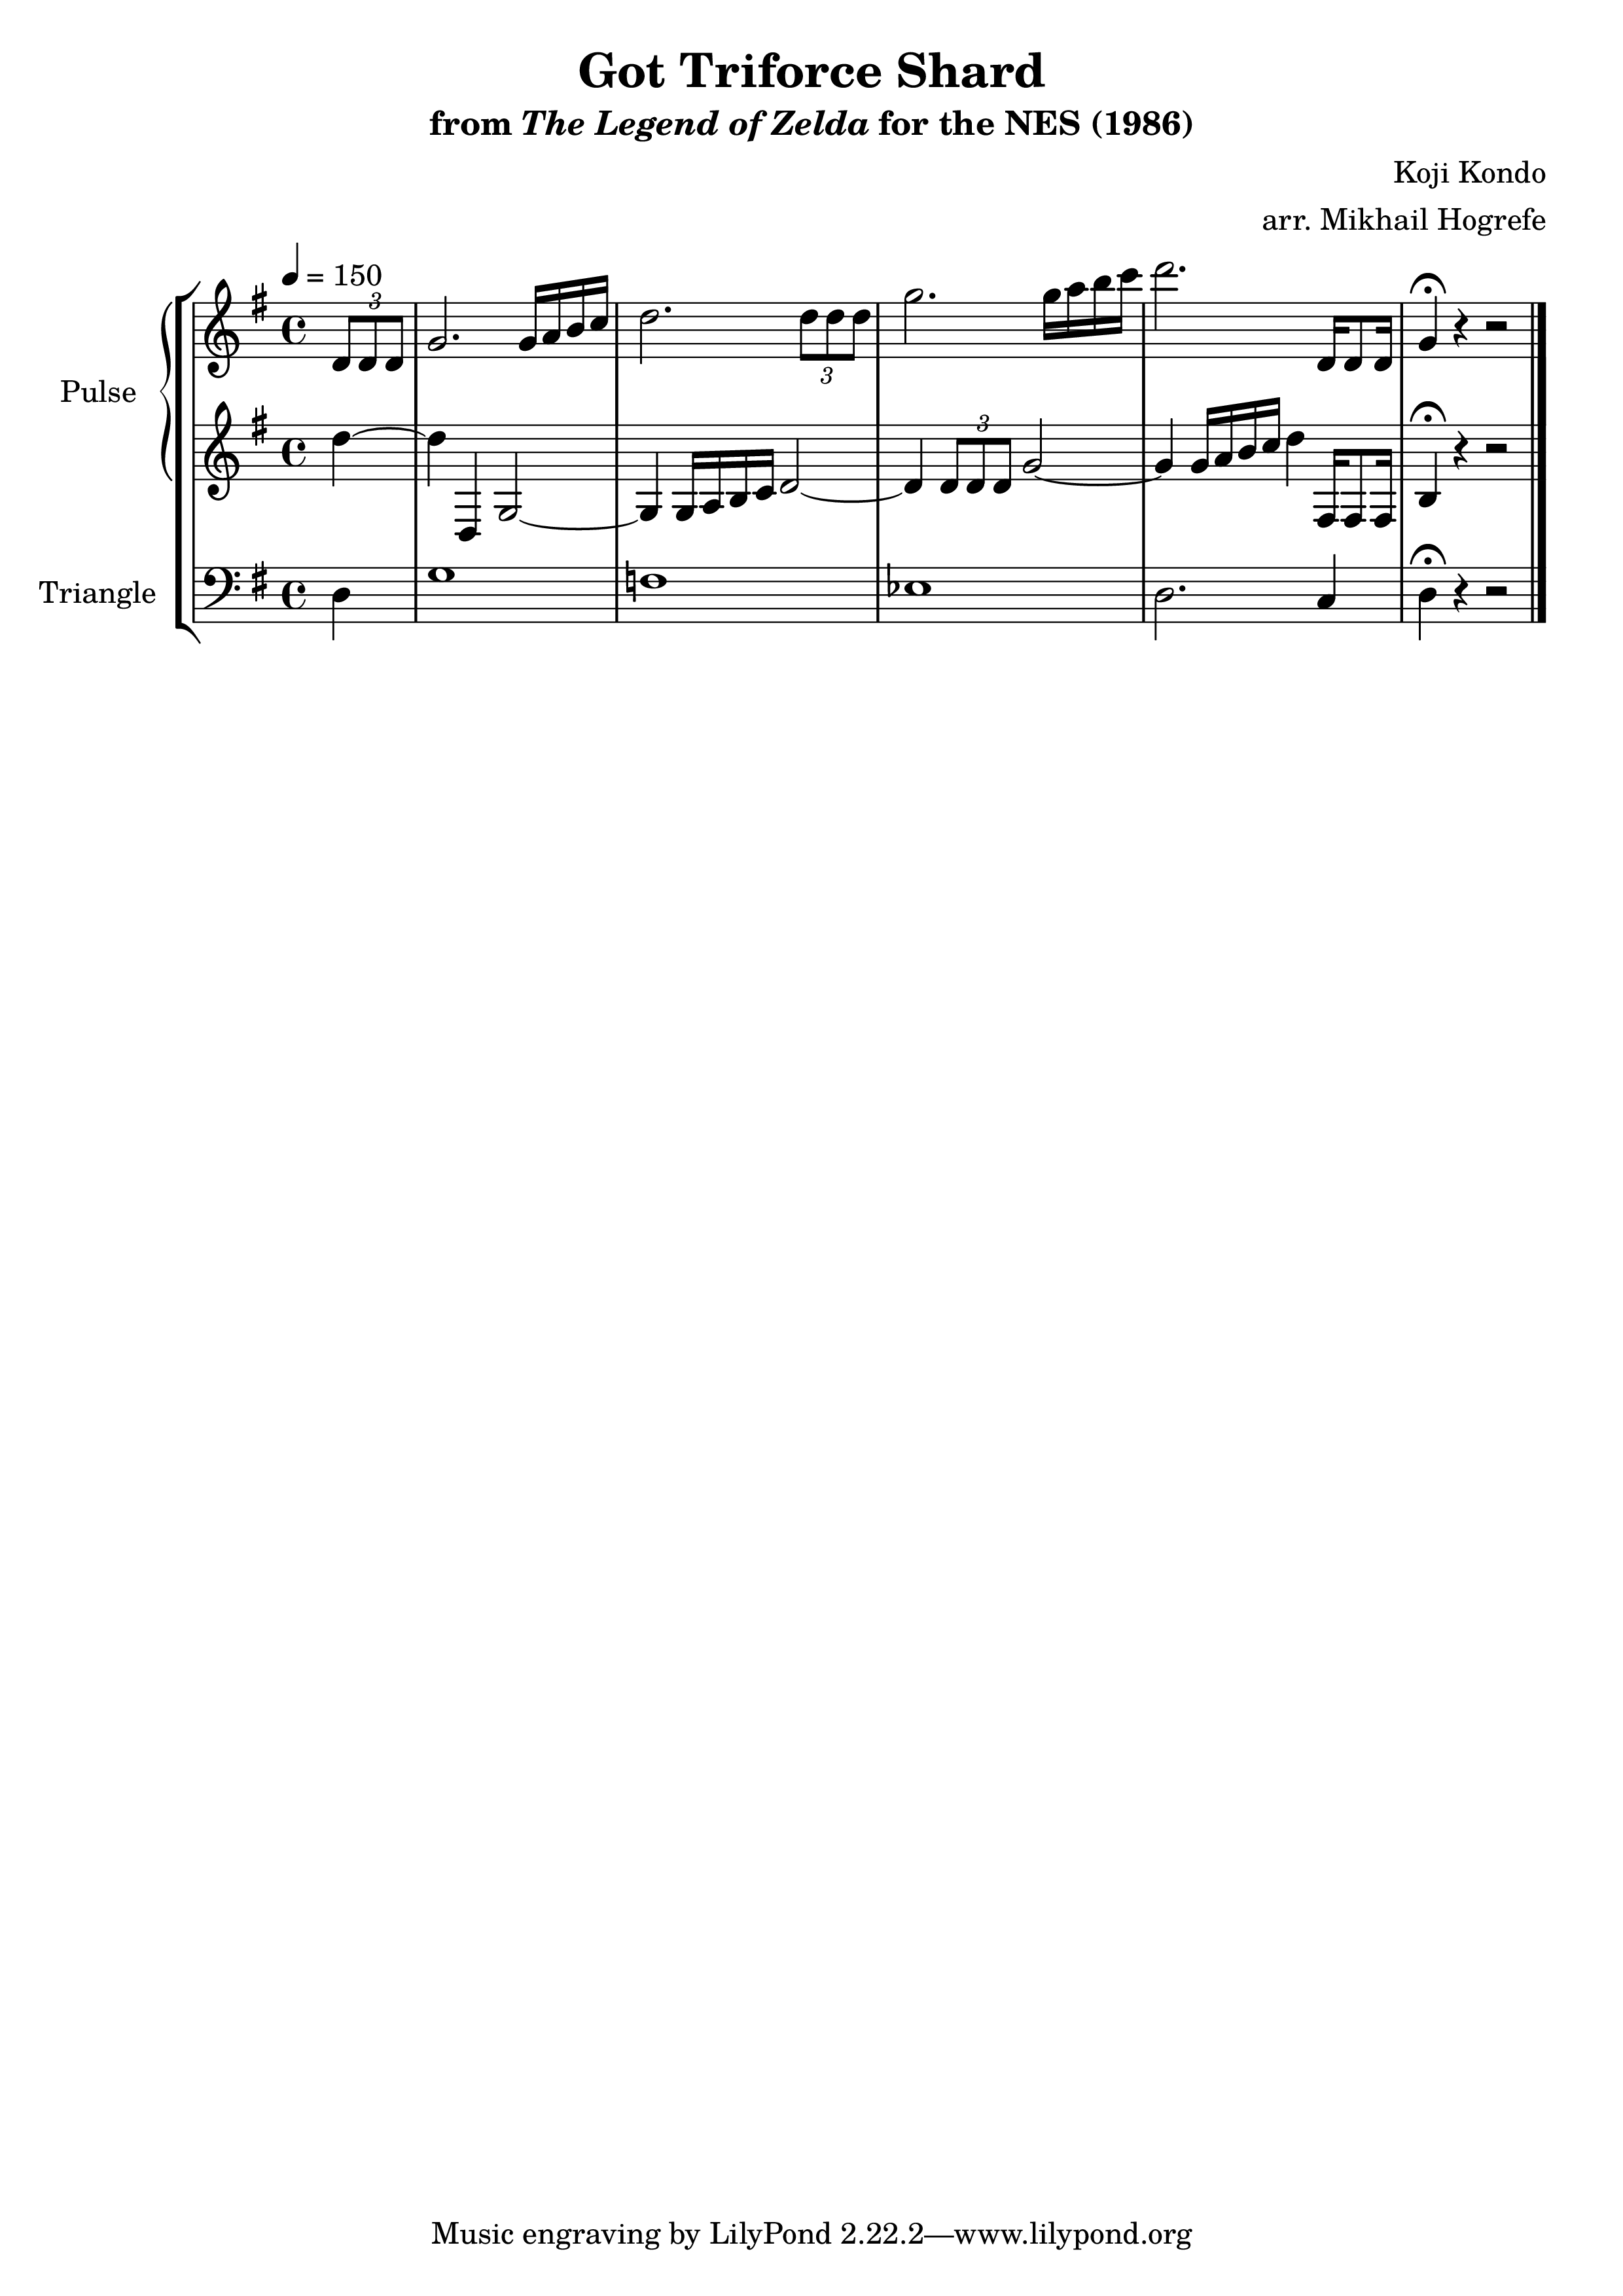 Got Triforce Shard
from The Legend of Zelda for the NES (1986)
Koji Kondo
arr. Mikhail Hogrefe
= 150
3
3
Pulse
3
Triangle
Music engraving by LilyPond 2.22.2—www.lilypond.org